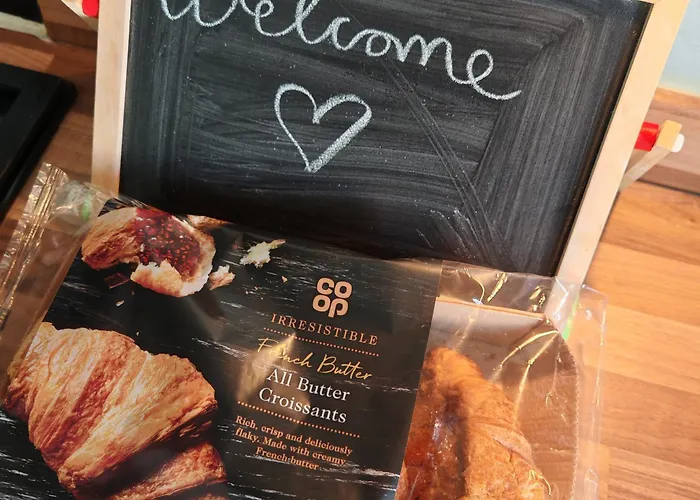 Welcome
CO
OP
IRRESISTIBLE
French Butter
All Butter
Croissants
Rich, crisp and deliciously
flaky. Made with creamy
French butter